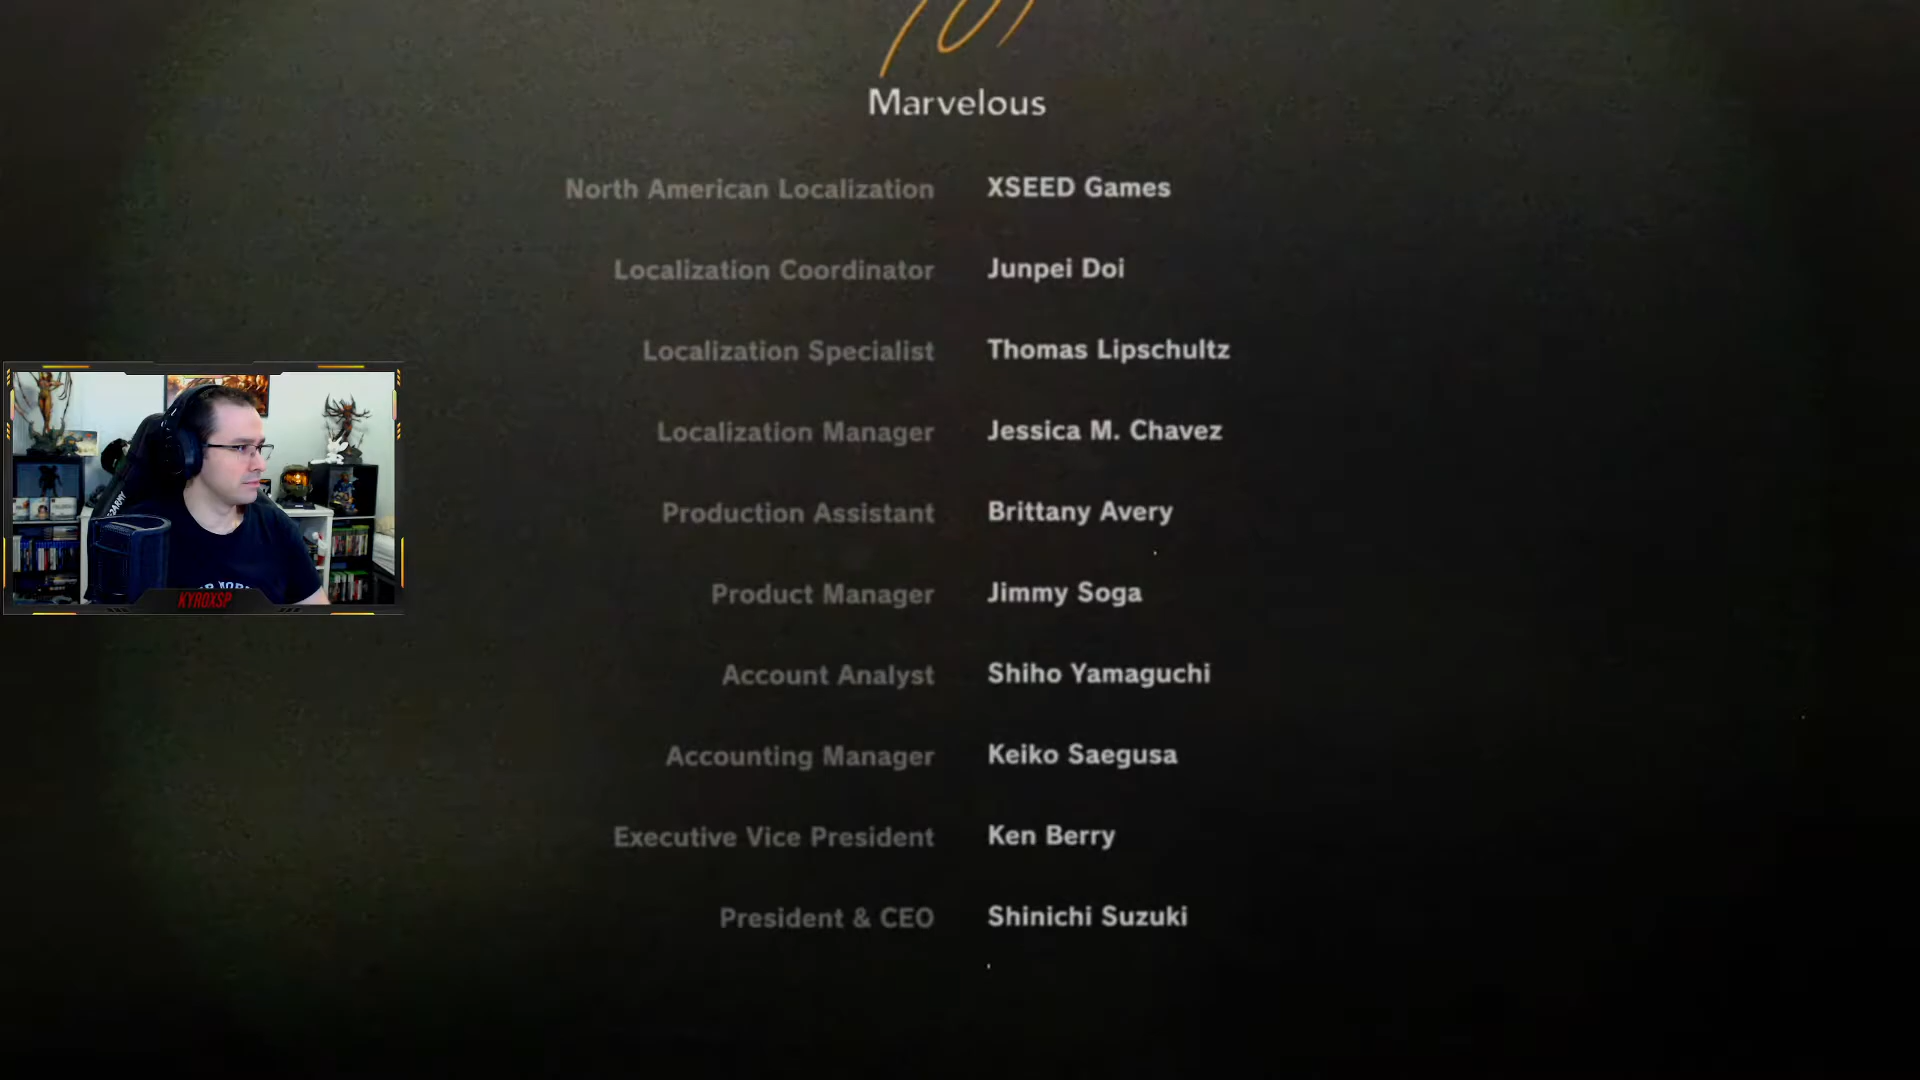 Marvelous
North American Localization XSEED Games
Localization Coordinator Junpei Doi
Localization Specialist Thomas Lipschultz
Localization Manager Jessica M. Chavez
Production Assistant Brittany Avery
Product Manager Jimmy Soga
Account Analyst Shiho Yamaguchi
Accounting Manager Keiko Saegusa
Executive Vice President Ken Berry
President & CEO Shinichi Suzuki
KYROXSP